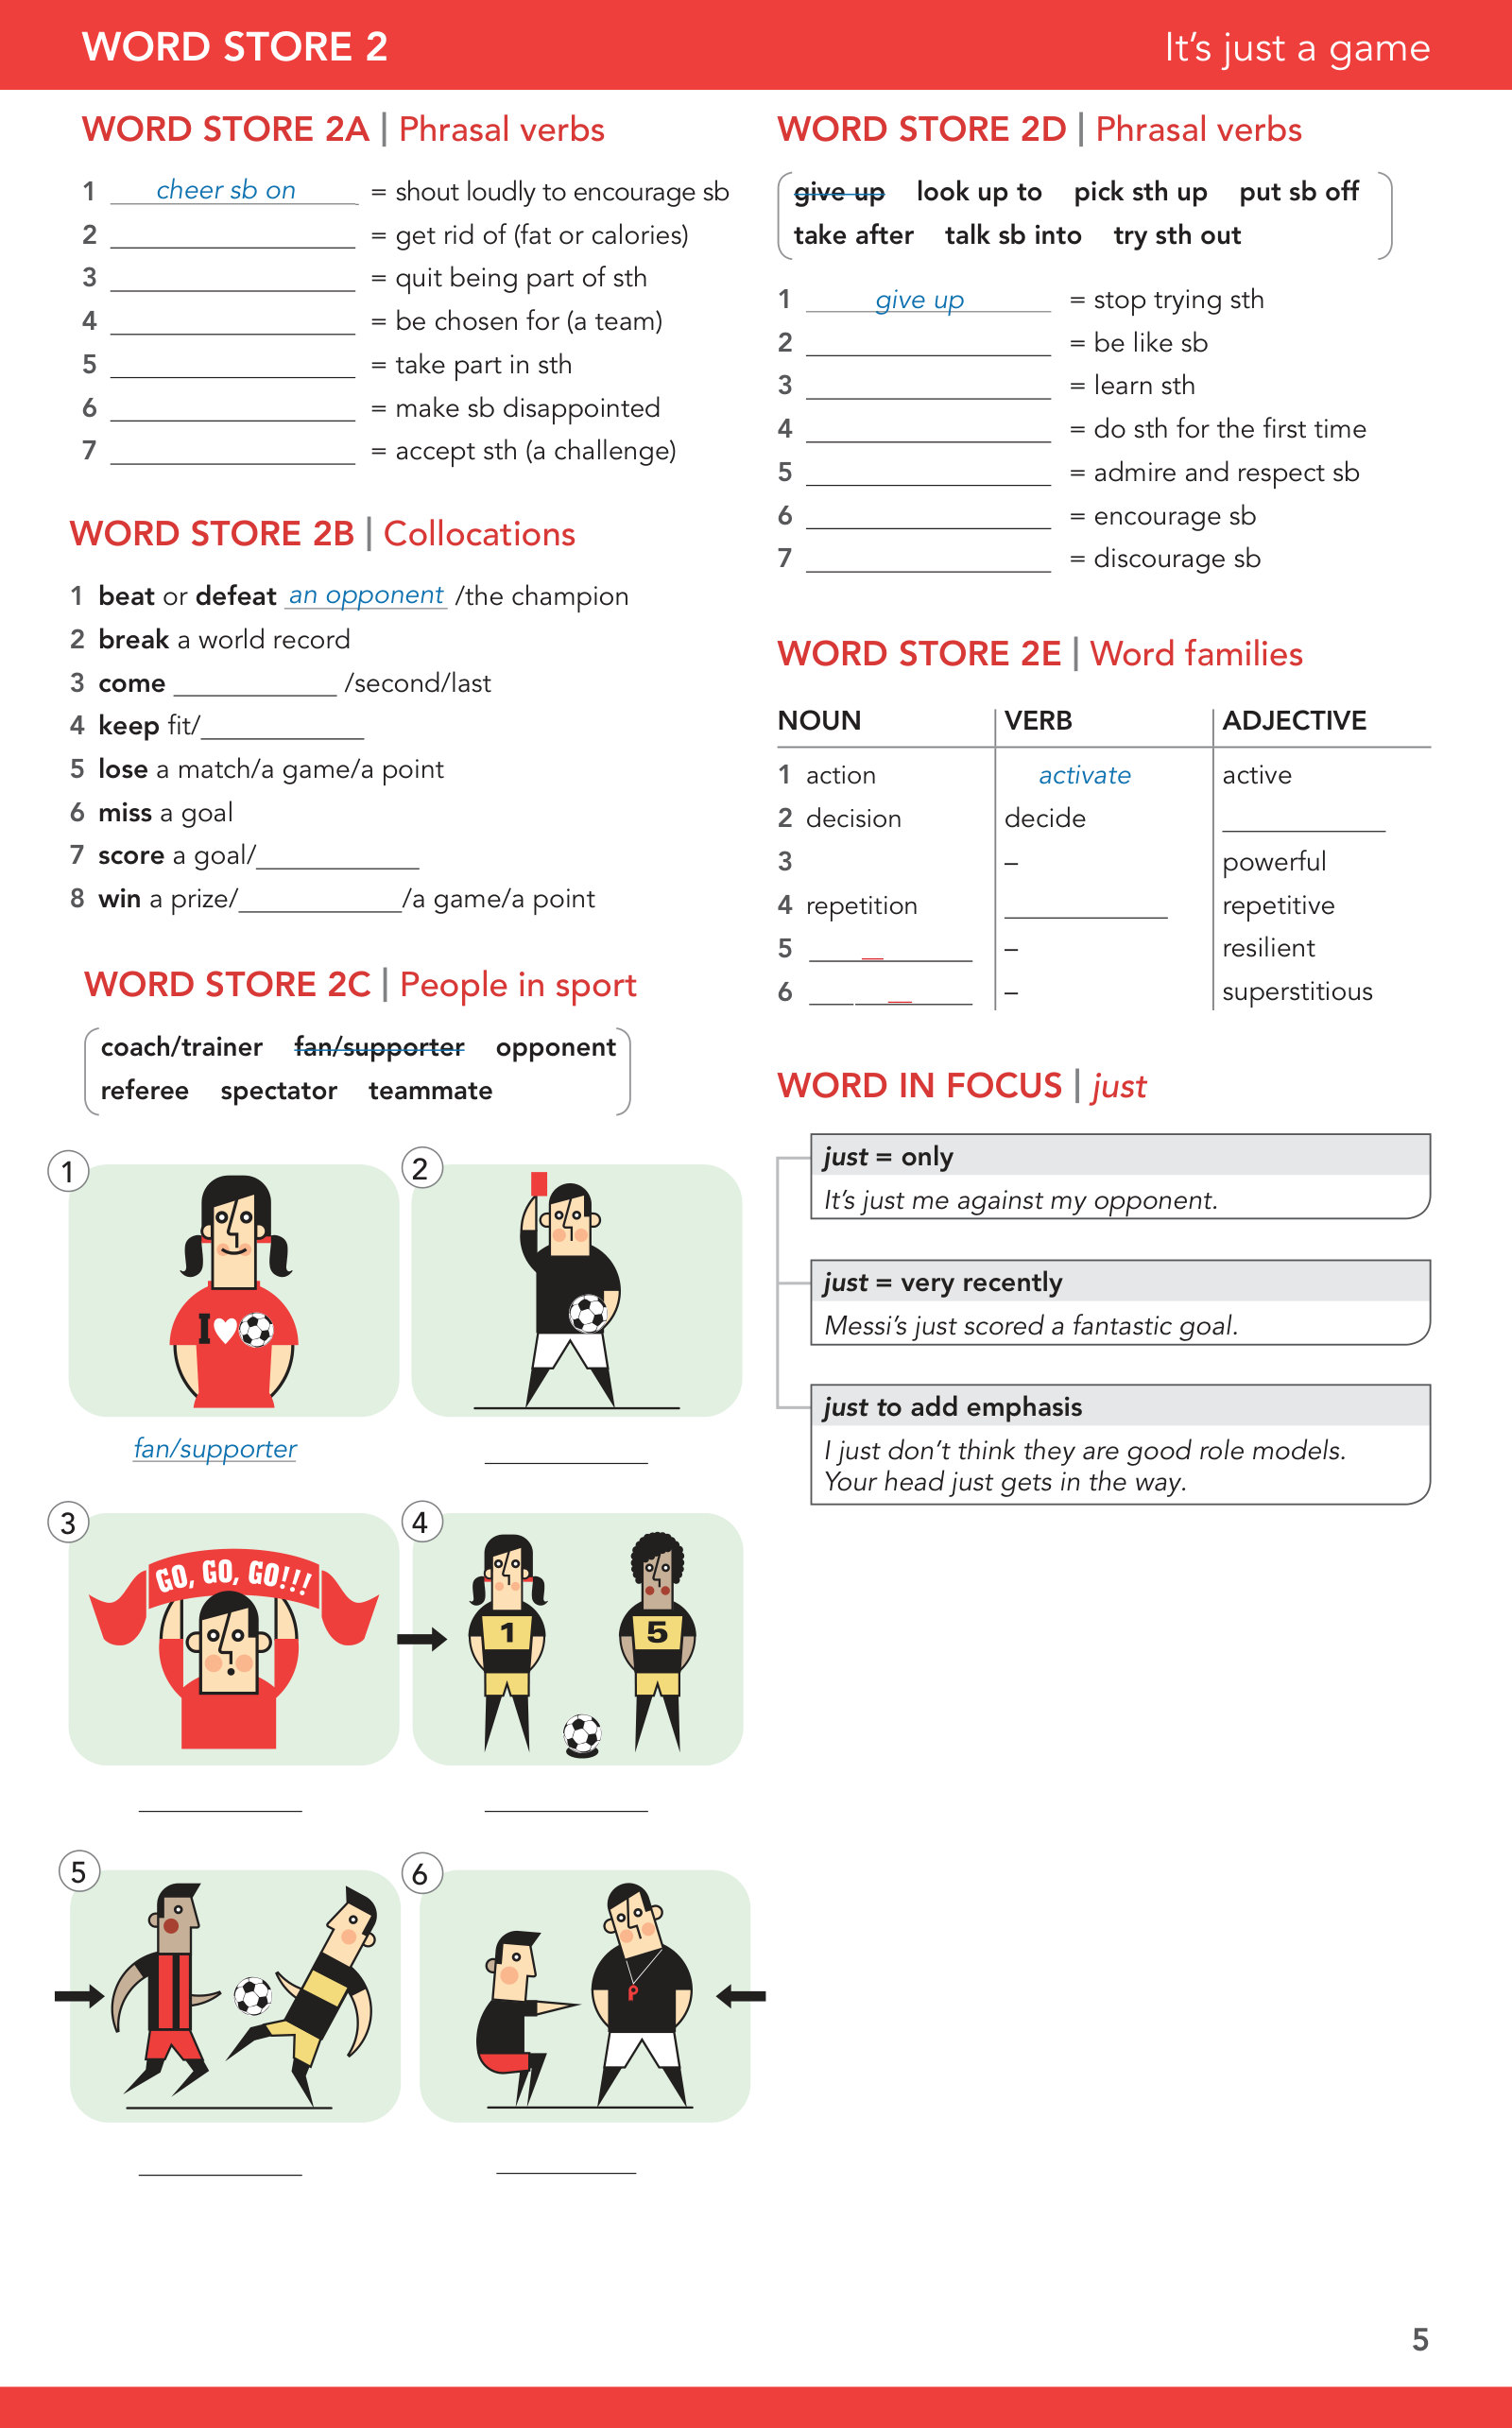 WORD STORE 2
It's just a game
WORD STORE 2A | Phrasal verbs
1 cheer sb on = shout loudly to encourage sb
2 = get rid of (fat or calories)
3 = quit being part of sth
4 = be chosen for (a team)
5 = take part in sth
6 = make sb disappointed
7 = accept sth (a challenge)
WORD STORE 2B | Collocations
1 beat or defeat an opponent /the champion
2 break a world record
3 come ____________ /second/last
4 keep fit/____________
5 lose a match/a game/a point
6 miss a goal
7 score a goal/____________
8 win a prize/____________/a game/a point
WORD STORE 2C | People in sport
coach/trainer fan/supporter opponent
referee spectator teammate
1
2
I
fan/supporter
3
4
GO, GO, GO!!!
1
5
5
6
WORD STORE 2D | Phrasal verbs
give up look up to pick sth up put sb off
take after talk sb into try sth out
1 give up = stop trying sth
2 = be like sb
3 = learn sth
4 = do sth for the first time
5 = admire and respect sb
6 = encourage sb
7 = discourage sb
WORD STORE 2E | Word families
NOUN VERB ADJECTIVE
1 action activate active
2 decision decide ____________
3 – powerful
4 repetition ____________ repetitive
5 ____________ – resilient
6 ____________ – superstitious
WORD IN FOCUS | just
just = only
It's just me against my opponent.
just = very recently
Messi's just scored a fantastic goal.
just to add emphasis
I just don't think they are good role models.
Your head just gets in the way.
5